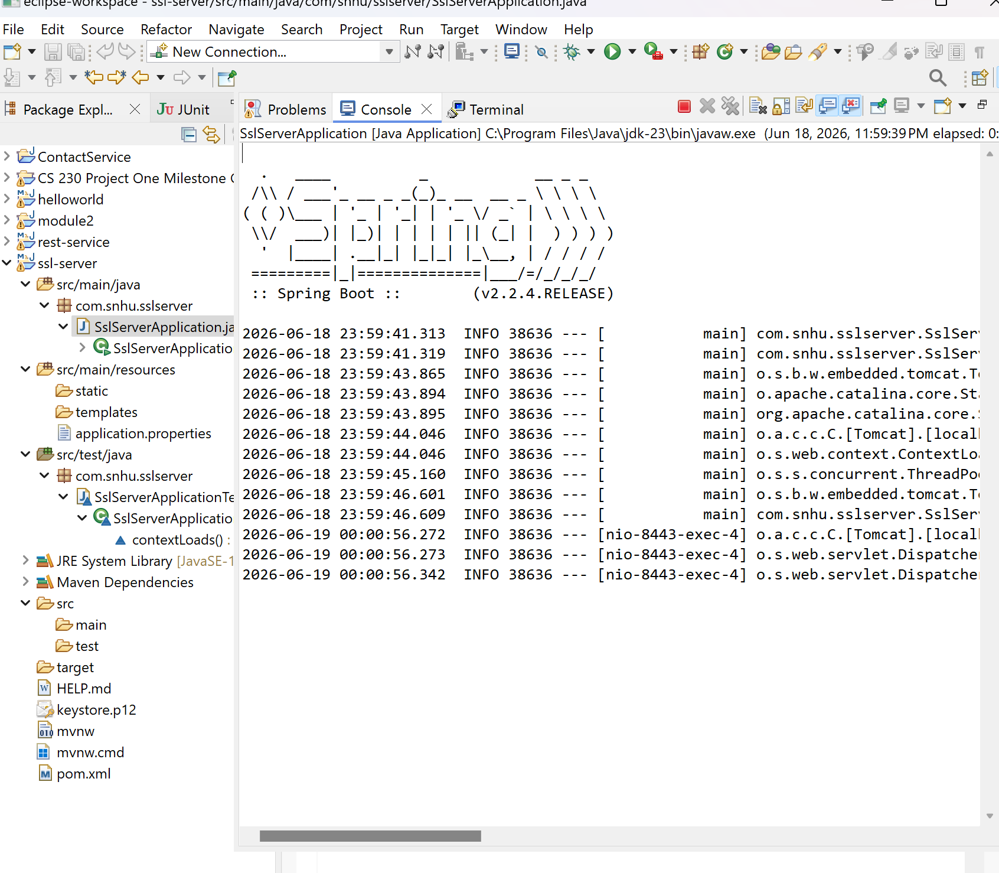 eclipse-workspace - ssl-server/src/main/java/com/snhu/sslserver/SslServerApplication.java
File Edit Source Refactor Navigate Search Project Run Target Window Help
New Connection...
Package Expl... JUnit
Problems Console Terminal
SslServerApplication [Java Application] C:\Program Files\Java\jdk-23\bin\javaw.exe (Jun 18, 2026, 11:59:39 PM elapsed: 0:
ContactService
CS 230 Project One Milestone
helloworld
module2
rest-service
ssl-server
src/main/java
com.snhu.sslserver
SslServerApplication.ja
SslServerApplicatio
src/main/resources
static
templates
application.properties
src/test/java
com.snhu.sslserver
SslServerApplicationTe
SslServerApplicatio
contextLoads() :
JRE System Library [JavaSE-1
Maven Dependencies
src
main
test
target
HELP.md
keystore.p12
mvnw
mvnw.cmd
pom.xml
  .   ____          _            __ _ _
 /\\ / ___'_ __ _ _(_)_ __  __ _ \ \ \ \
( ( )\___ | '_ | '_| | '_ \/ _` | \ \ \ \
 \\/  ___)| |_)| | | | | || (_| |  ) ) ) )
  '  |____| .__|_| |_|_| |_\__, | / / / /
 =========|_|==============|___/=/_/_/_/
 :: Spring Boot ::        (v2.2.4.RELEASE)
2026-06-18 23:59:41.313  INFO 38636 --- [           main] com.snhu.sslserver.SslSer
2026-06-18 23:59:41.319  INFO 38636 --- [           main] com.snhu.sslserver.SslSer
2026-06-18 23:59:43.865  INFO 38636 --- [           main] o.s.b.w.embedded.tomcat.T
2026-06-18 23:59:43.894  INFO 38636 --- [           main] o.apache.catalina.core.St
2026-06-18 23:59:43.895  INFO 38636 --- [           main] org.apache.catalina.core.
2026-06-18 23:59:44.046  INFO 38636 --- [           main] o.a.c.c.C.[Tomcat].[local
2026-06-18 23:59:44.046  INFO 38636 --- [           main] o.s.web.context.ContextLo
2026-06-18 23:59:45.160  INFO 38636 --- [           main] o.s.s.concurrent.ThreadPo
2026-06-18 23:59:46.601  INFO 38636 --- [           main] o.s.b.w.embedded.tomcat.T
2026-06-18 23:59:46.609  INFO 38636 --- [           main] com.snhu.sslserver.SslSer
2026-06-19 00:00:56.272  INFO 38636 --- [nio-8443-exec-4] o.a.c.c.C.[Tomcat].[local
2026-06-19 00:00:56.273  INFO 38636 --- [nio-8443-exec-4] o.s.web.servlet.Dispatche
2026-06-19 00:00:56.342  INFO 38636 --- [nio-8443-exec-4] o.s.web.servlet.Dispatche